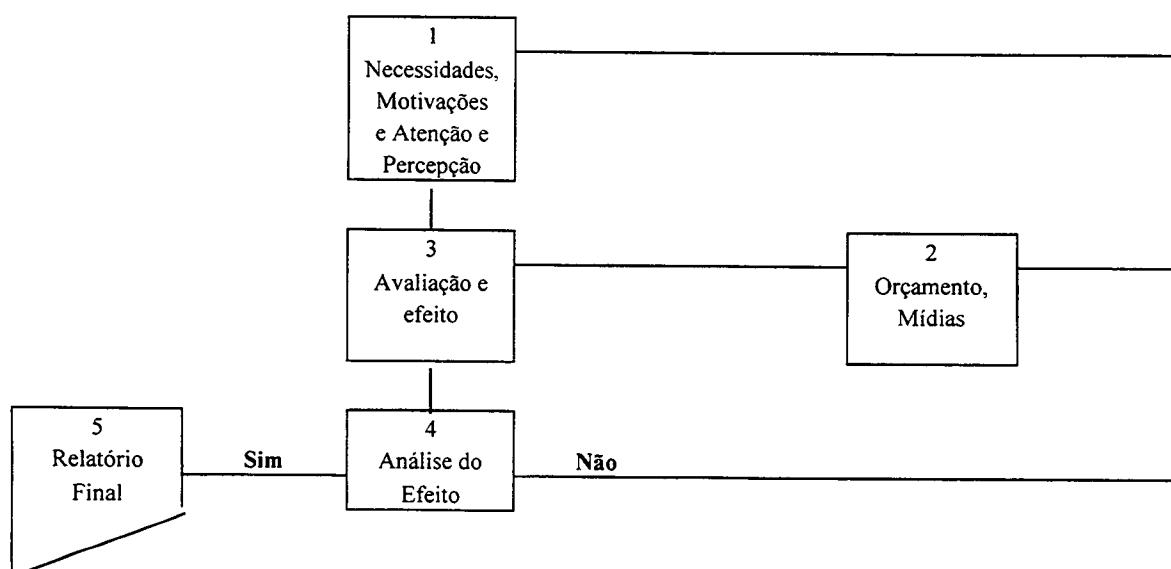 1
Necessidades,
Motivações
e Atenção e
Percepção
3
Avaliação e
efeito
2
Orçamento,
Mídias
5
Relatório
Final
Sim
4
Análise do
Efeito
Não